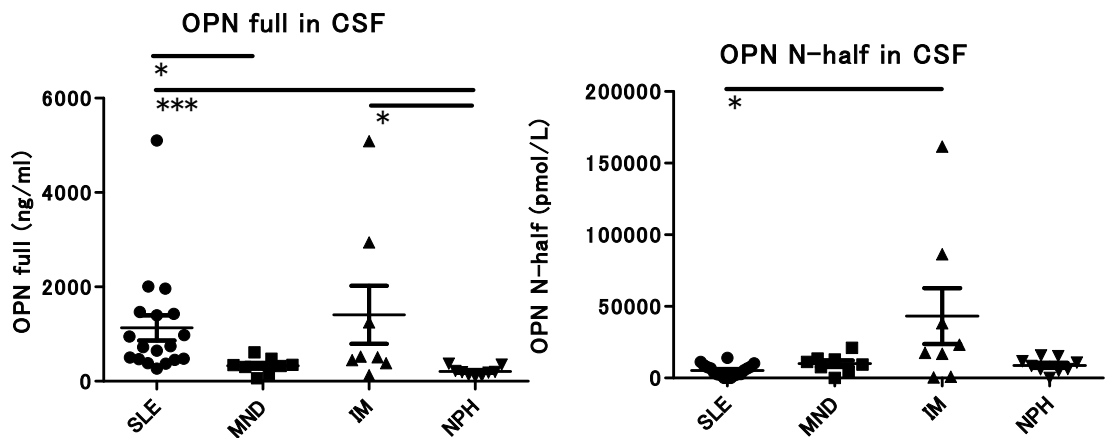 OPN full in CSF
*
***
*
6000
4000
2000
0
OPN full (ng/ml)
SLE
MND
IM
NPH
OPN N-half in CSF
*
200000
150000
100000
50000
0
OPN N-half (pmol/L)
SLE
MND
IM
NPH